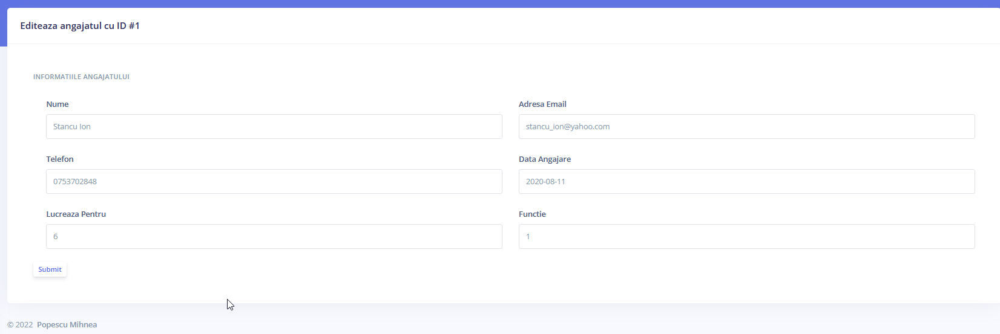 Editeaza angajatul cu ID #1
INFORMATIILE ANGAJATULUI
Nume
Adresa Email
Stancu Ion
stancu_ion@yahoo.com
Telefon
Data Angajare
0753702848
2020-08-11
Lucreaza Pentru
Functie
6
1
Submit
© 2022 Popescu Mihnea